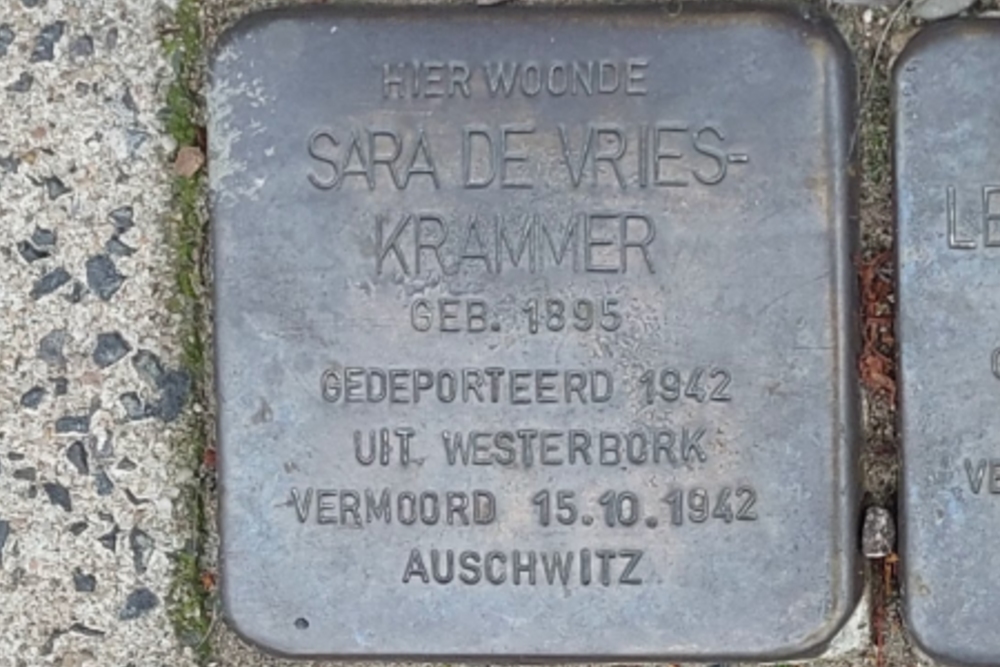 HIER WOONDE
SARA DE VRIES-
KRAMMER
GEB. 1895
GEDEPORTEERD 1942
UIT WESTERBORK
VERMOORD 15.10.1942
AUSCHWITZ